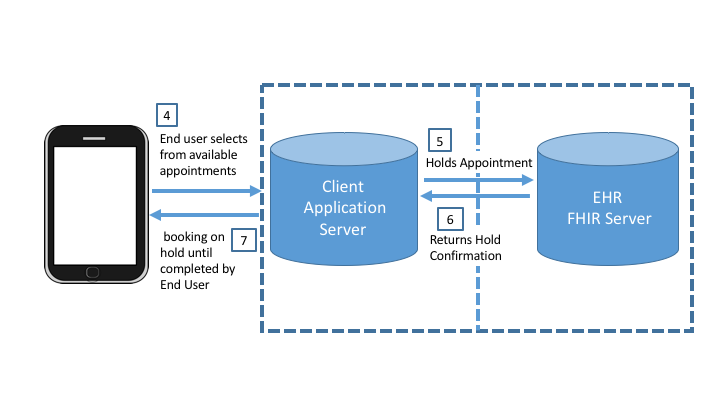 4
End user selects
from available
appointments
booking on
hold until
completed by
End User
7
Client
Application
Server
5
Holds Appointment
6
Returns Hold
Confirmation
EHR
FHIR Server